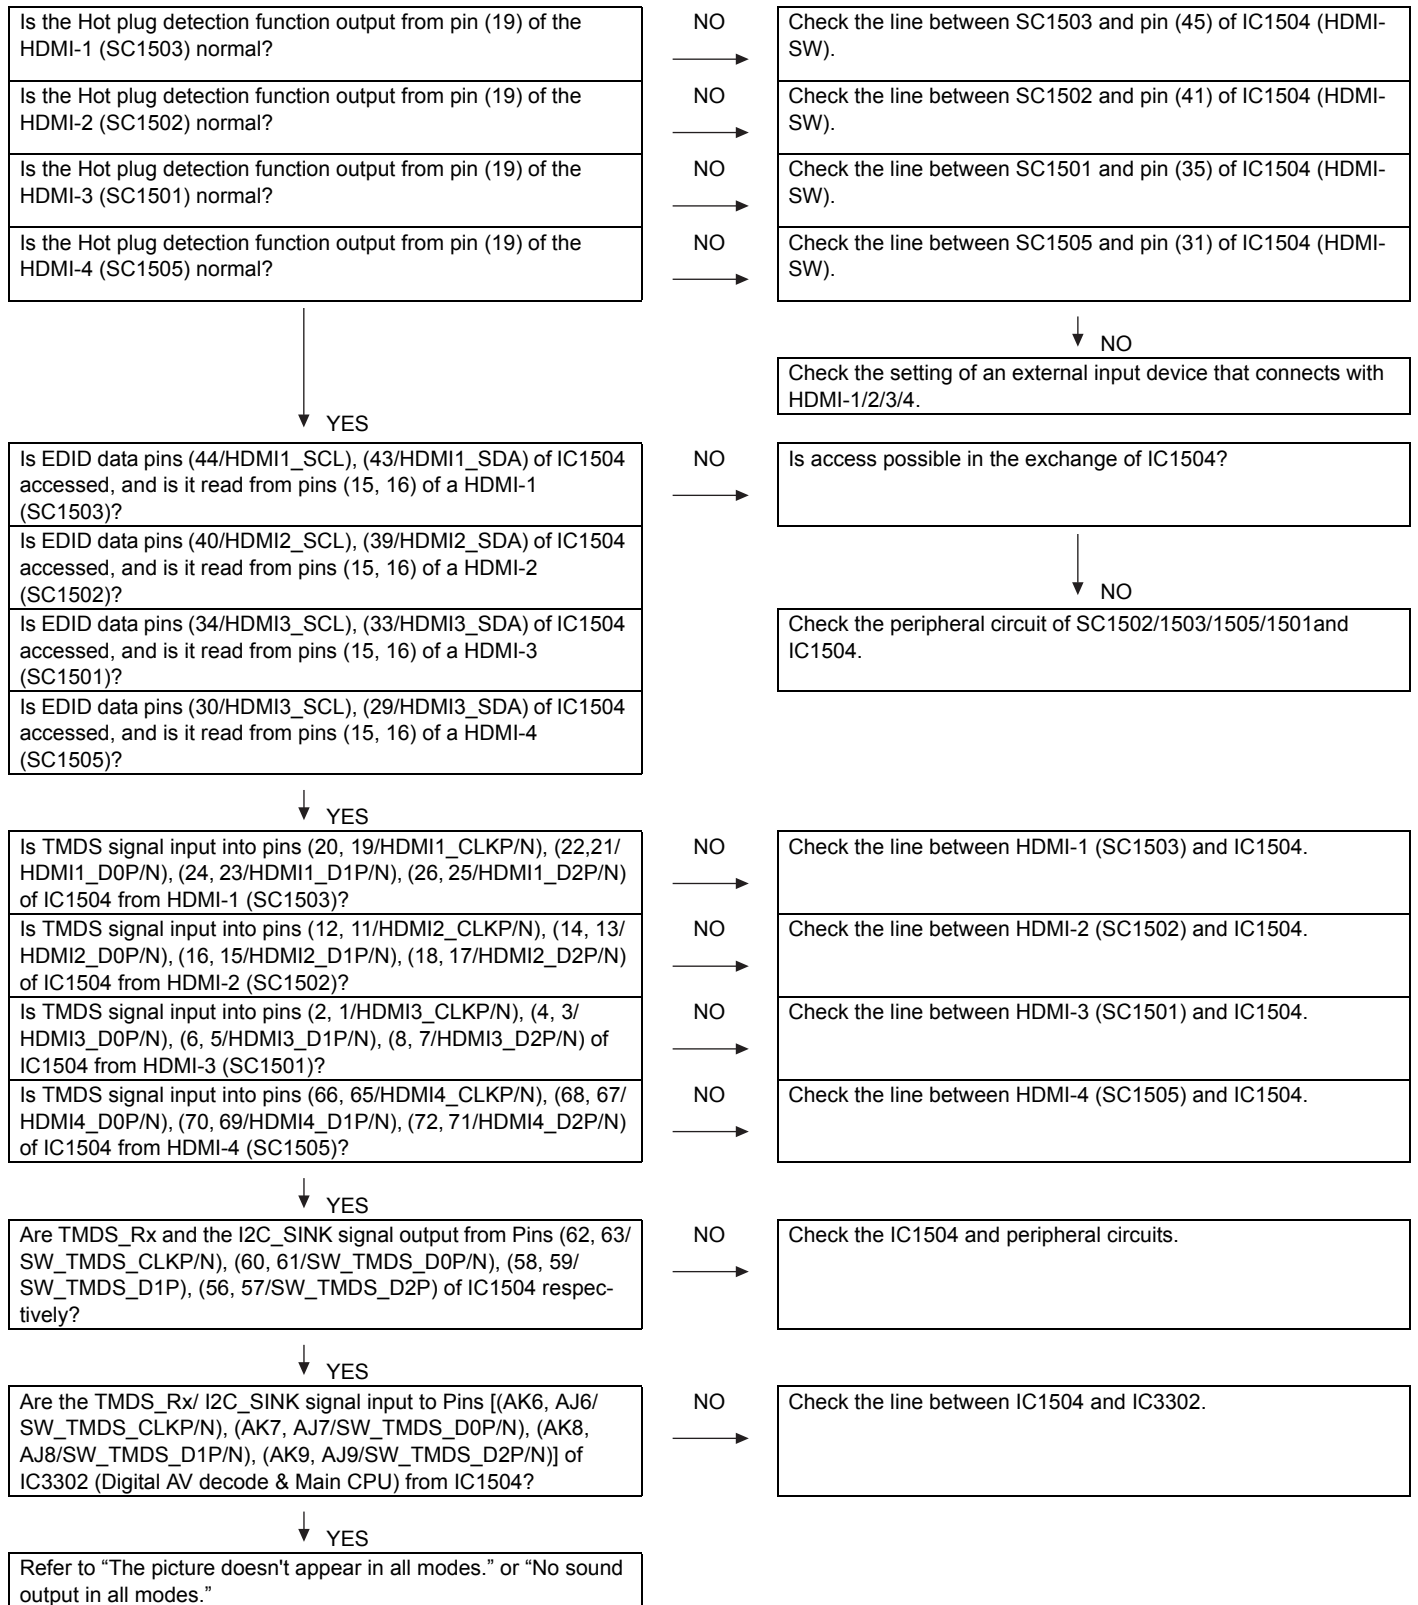 Is the Hot plug detection function output from pin (19) of the
HDMI-1 (SC1503) normal?
NO
Check the line between SC1503 and pin (45) of IC1504 (HDMI-
SW).
Is the Hot plug detection function output from pin (19) of the
HDMI-2 (SC1502) normal?
NO
Check the line between SC1502 and pin (41) of IC1504 (HDMI-
SW).
Is the Hot plug detection function output from pin (19) of the
HDMI-3 (SC1501) normal?
NO
Check the line between SC1501 and pin (35) of IC1504 (HDMI-
SW).
Is the Hot plug detection function output from pin (19) of the
HDMI-4 (SC1505) normal?
NO
Check the line between SC1505 and pin (31) of IC1504 (HDMI-
SW).
NO
Check the setting of an external input device that connects with
HDMI-1/2/3/4.
YES
Is EDID data pins (44/HDMI1_SCL), (43/HDMI1_SDA) of IC1504
accessed, and is it read from pins (15, 16) of a HDMI-1
(SC1503)?
NO
Is access possible in the exchange of IC1504?
Is EDID data pins (40/HDMI2_SCL), (39/HDMI2_SDA) of IC1504
accessed, and is it read from pins (15, 16) of a HDMI-2
(SC1502)?
NO
Is EDID data pins (34/HDMI3_SCL), (33/HDMI3_SDA) of IC1504
accessed, and is it read from pins (15, 16) of a HDMI-3
(SC1501)?
Check the peripheral circuit of SC1502/1503/1505/1501and
IC1504.
Is EDID data pins (30/HDMI3_SCL), (29/HDMI3_SDA) of IC1504
accessed, and is it read from pins (15, 16) of a HDMI-4
(SC1505)?
YES
Is TMDS signal input into pins (20, 19/HDMI1_CLKP/N), (22,21/
HDMI1_D0P/N), (24, 23/HDMI1_D1P/N), (26, 25/HDMI1_D2P/N)
of IC1504 from HDMI-1 (SC1503)?
NO
Check the line between HDMI-1 (SC1503) and IC1504.
Is TMDS signal input into pins (12, 11/HDMI2_CLKP/N), (14, 13/
HDMI2_D0P/N), (16, 15/HDMI2_D1P/N), (18, 17/HDMI2_D2P/N)
of IC1504 from HDMI-2 (SC1502)?
NO
Check the line between HDMI-2 (SC1502) and IC1504.
Is TMDS signal input into pins (2, 1/HDMI3_CLKP/N), (4, 3/
HDMI3_D0P/N), (6, 5/HDMI3_D1P/N), (8, 7/HDMI3_D2P/N) of
IC1504 from HDMI-3 (SC1501)?
NO
Check the line between HDMI-3 (SC1501) and IC1504.
Is TMDS signal input into pins (66, 65/HDMI4_CLKP/N), (68, 67/
HDMI4_D0P/N), (70, 69/HDMI4_D1P/N), (72, 71/HDMI4_D2P/N)
of IC1504 from HDMI-4 (SC1505)?
NO
Check the line between HDMI-4 (SC1505) and IC1504.
YES
Are TMDS_Rx and the I2C_SINK signal output from Pins (62, 63/
SW_TMDS_CLKP/N), (60, 61/SW_TMDS_D0P/N), (58, 59/
SW_TMDS_D1P), (56, 57/SW_TMDS_D2P) of IC1504 respec-
tively?
NO
Check the IC1504 and peripheral circuits.
YES
Are the TMDS_Rx/ I2C_SINK signal input to Pins [(AK6, AJ6/
SW_TMDS_CLKP/N), (AK7, AJ7/SW_TMDS_D0P/N), (AK8,
AJ8/SW_TMDS_D1P/N), (AK9, AJ9/SW_TMDS_D2P/N)] of
IC3302 (Digital AV decode & Main CPU) from IC1504?
NO
Check the line between IC1504 and IC3302.
YES
Refer to “The picture doesn't appear in all modes.” or “No sound
output in all modes.”